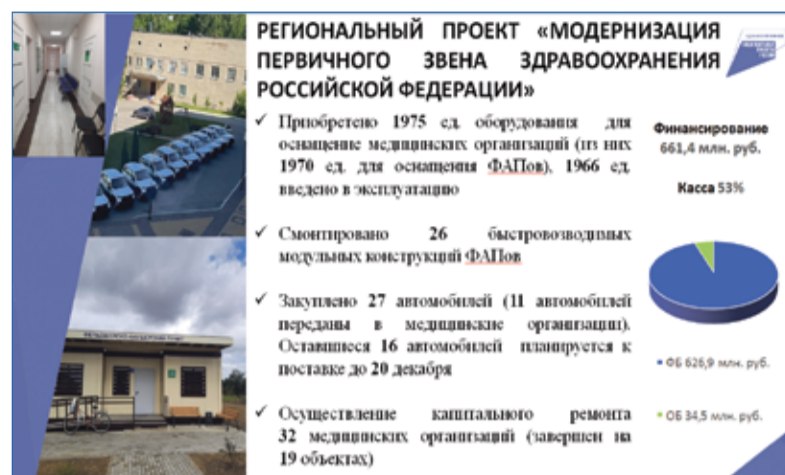 РЕГИОНАЛЬНЫЙ ПРОЕКТ «МОДЕРНИЗАЦИЯ
ПЕРВИЧНОГО ЗВЕНА ЗДРАВООХРАНЕНИЯ
РОССИЙСКОЙ ФЕДЕРАЦИИ»
✓ Приобретено 1975 ед. оборудования для
оснащение медицинских организаций (из них
1970 ед. для оснащения ФАПов), 1966 ед.
введено в эксплуатацию
✓ Смонтировано 26 быстровозводимых
модульных конструкций ФАПов
✓ Закуплено 27 автомобилей (11 автомобилей
переданы в медицинские организации).
Оставшиеся 16 автомобилей планируется к
поставке до 20 декабря
✓ Осуществление капитального ремонта
32 медицинских организаций (завершен на
19 объектах)
Финансирование
661,4 млн. руб.
Касса 53%
ФБ 626,9 млн. руб.
ОБ 34,5 млн. руб.